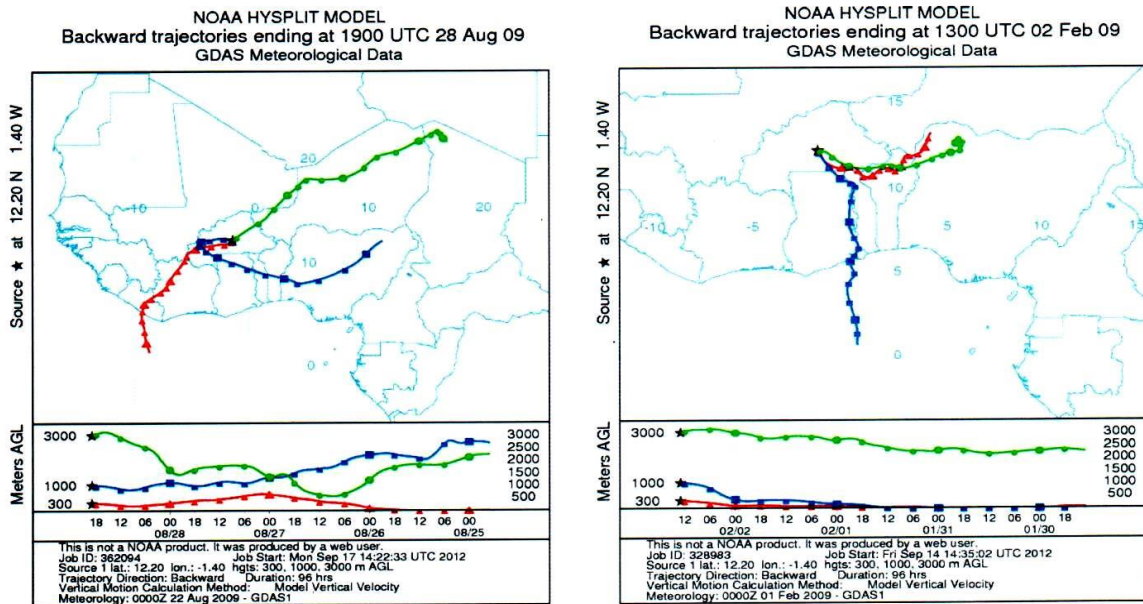 NOAA HYSPLIT MODEL
Backward trajectories ending at 1900 UTC 28 Aug 09
GDAS Meteorological Data
Source ★ at 12.20 N 1.40 W
20
-10
0
10
20
10
0
Meters AGL
3000
1000
300
3000
2500
2000
1500
1000
500
18 12 06 00 18 12 06 00 18 12 06 00 18 12 06 00
08/28 08/27 08/26 08/25
This is not a NOAA product. It was produced by a web user.
Job ID: 362094 Job Start: Mon Sep 17 14:22:33 UTC 2012
Source 1 lat.: 12.20 lon.: -1.40 hgts: 300, 1000, 3000 m AGL
Trajectory Direction: Backward Duration: 96 hrs
Vertical Motion Calculation Method: Model Vertical Velocity
Meteorology: 0000Z 22 Aug 2009 - GDAS1
NOAA HYSPLIT MODEL
Backward trajectories ending at 1300 UTC 02 Feb 09
GDAS Meteorological Data
Source ★ at 12.20 N 1.40 W
15
10
-5
0
5
10
15
5
0
Meters AGL
3000
1000
300
3000
2500
2000
1500
1000
500
12 06 00 18 12 06 00 18 12 06 00 18 12 06 00 18
02/02 02/01 01/31 01/30
This is not a NOAA product. It was produced by a web user.
Job ID: 328983 Job Start: Fri Sep 14 14:35:02 UTC 2012
Source 1 lat.: 12.20 lon.: -1.40 hgts: 300, 1000, 3000 m AGL
Trajectory Direction: Backward Duration: 96 hrs
Vertical Motion Calculation Method: Model Vertical Velocity
Meteorology: 0000Z 01 Feb 2009 - GDAS1